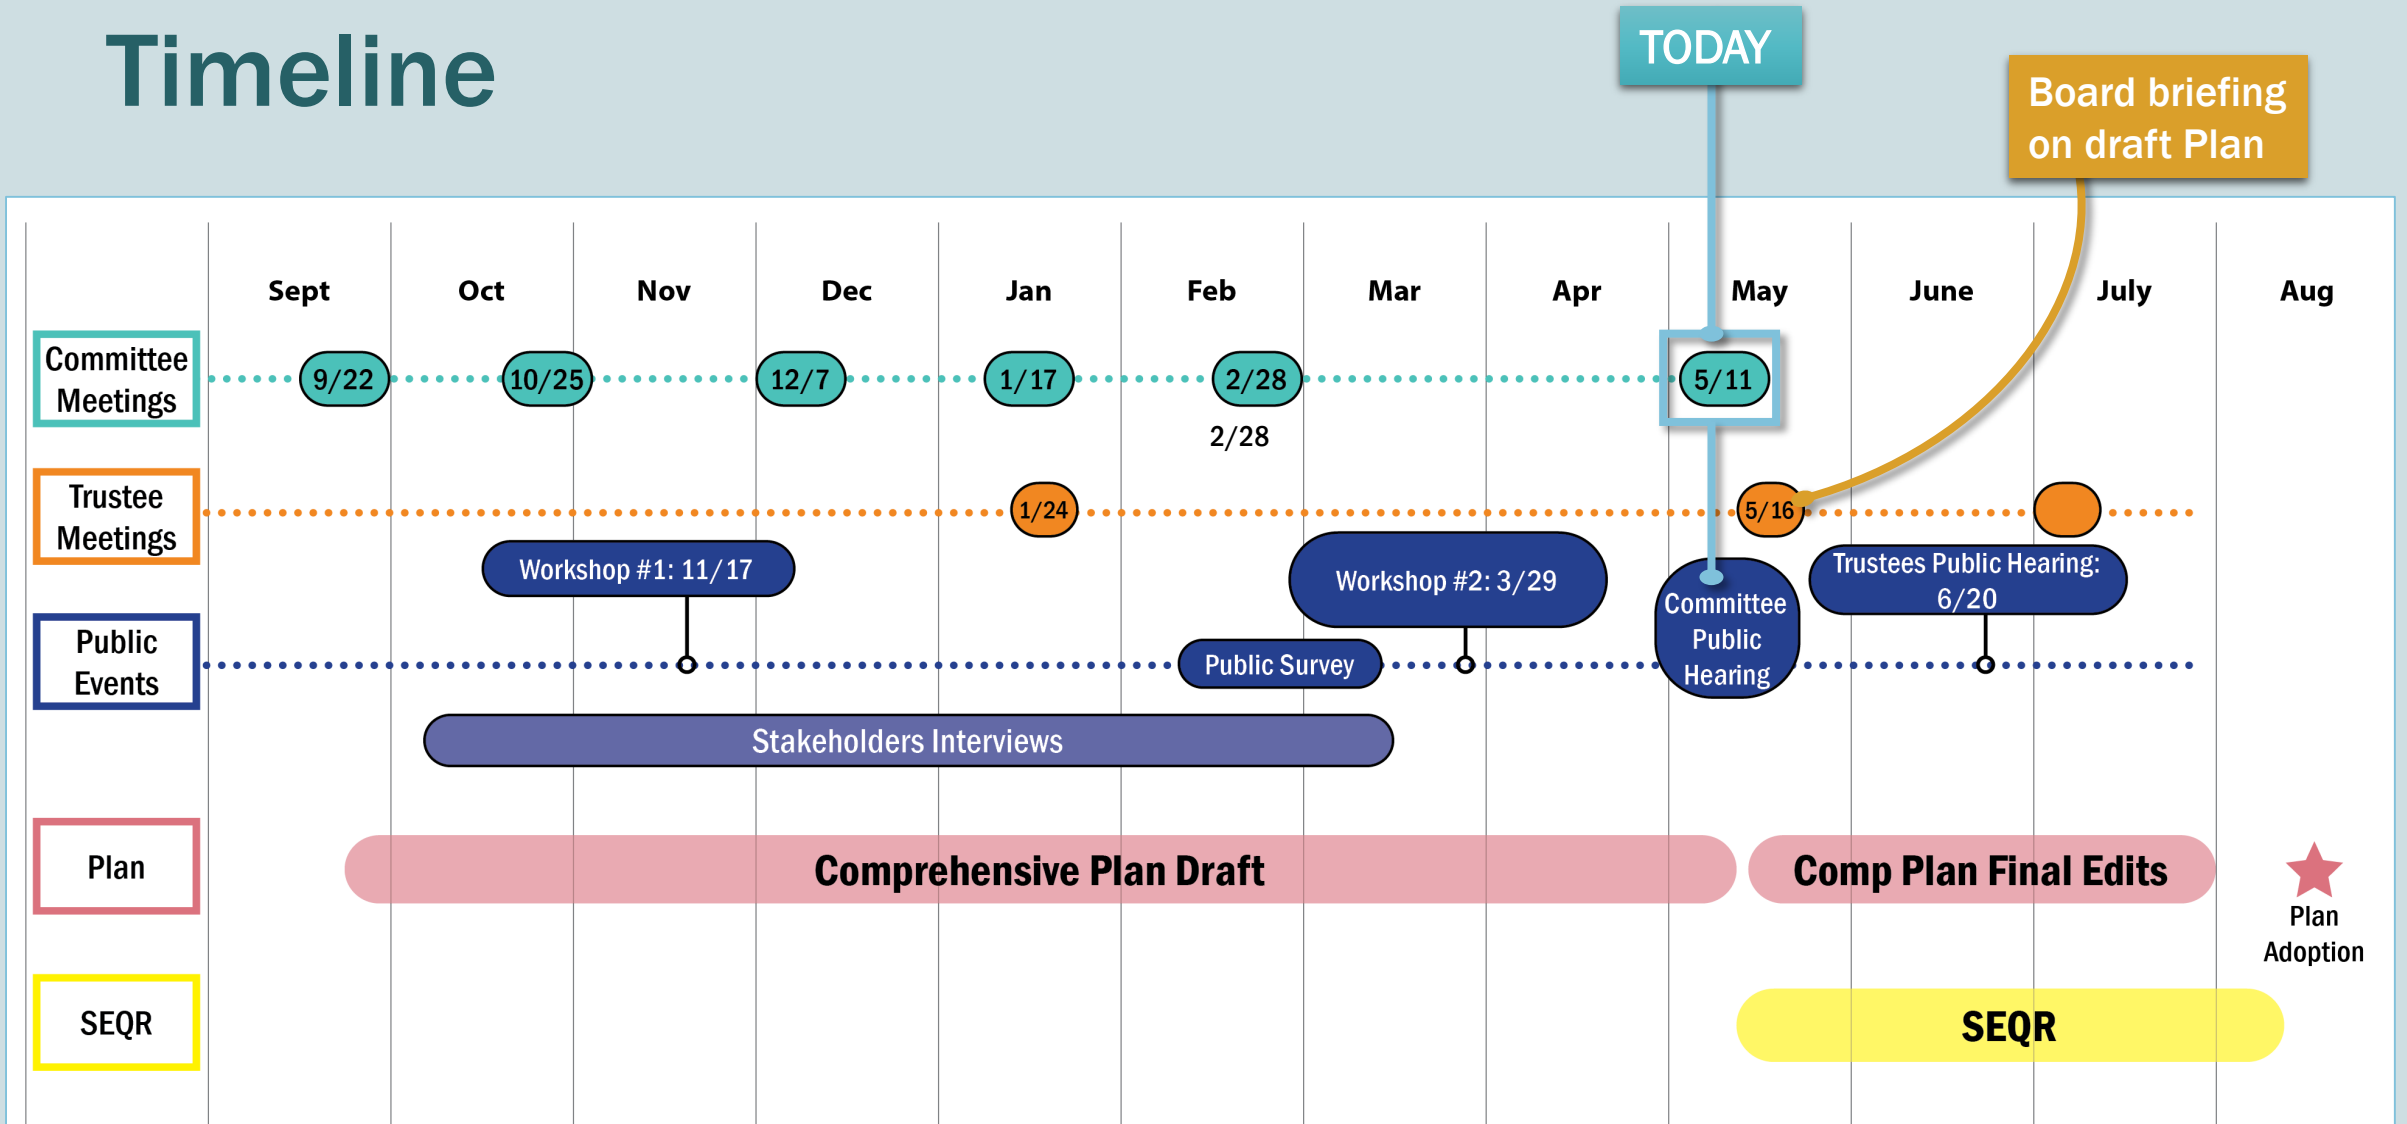 Timeline
TODAY
Board briefing
on draft Plan
Sept Oct Nov Dec Jan Feb Mar Apr May June July Aug
Committee
Meetings
9/22 10/25 12/7 1/17 2/28 5/11
2/28
Trustee
Meetings
1/24 5/16
Workshop #1: 11/17
Workshop #2: 3/29
Trustees Public Hearing:
6/20
Committee
Public
Hearing
Public
Events
Public Survey
Stakeholders Interviews
Plan
Comprehensive Plan Draft
Comp Plan Final Edits
Plan
Adoption
SEQR
SEQR